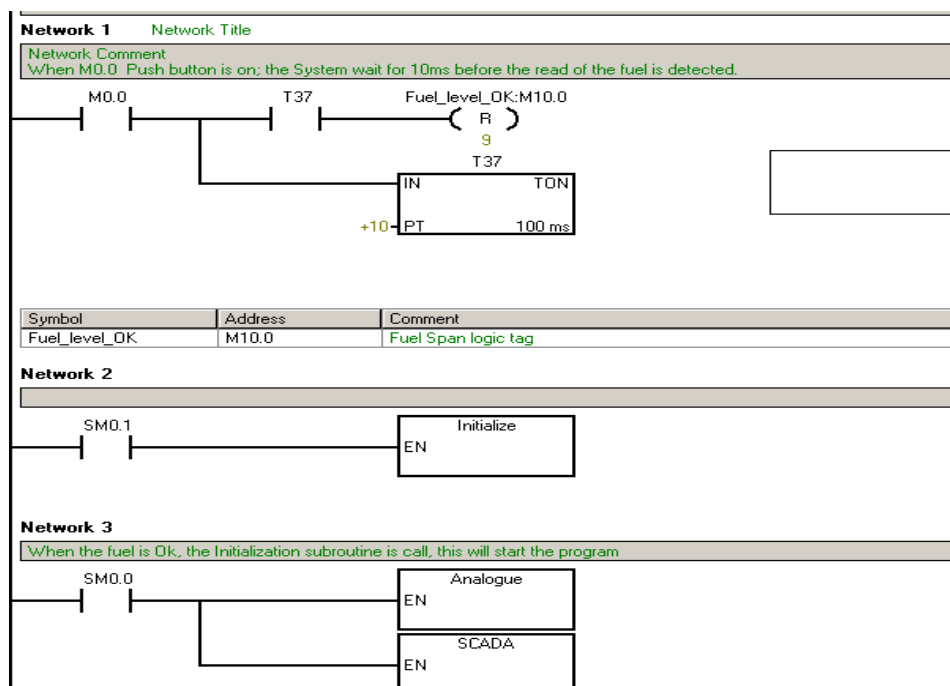 Network 1 Network Title
Network Comment
When M0.0 Push button is on; the System wait for 10ms before the read of the fuel is detected.
M0.0 T37 Fuel_level_OK:M10.0
R
9
T37
IN TON
+10 PT 100 ms
Symbol Address Comment
Fuel_level_OK M10.0 Fuel Span logic tag
Network 2
SM0.1 Initialize
EN
Network 3
When the fuel is Ok, the Initialization subroutine is call, this will start the program
SM0.0 Analogue
EN
SCADA
EN